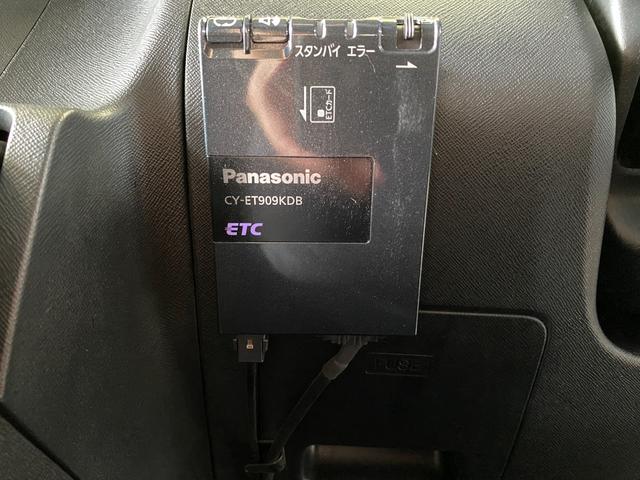 スタンバイ エラー
ETCカード
Panasonic
CY-ET909KDB
ETC
FUSE